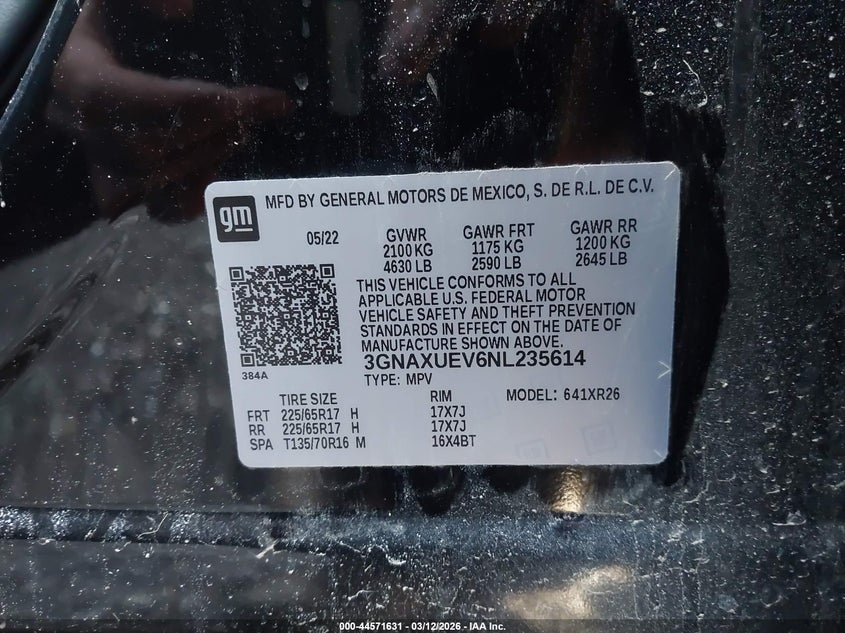 gm
MFD BY GENERAL MOTORS DE MEXICO, S. DE R.L. DE C.V.
05/22
GVWR GAWR FRT GAWR RR
2100 KG 1175 KG 1200 KG
4630 LB 2590 LB 2645 LB
THIS VEHICLE CONFORMS TO ALL
APPLICABLE U.S. FEDERAL MOTOR
VEHICLE SAFETY AND THEFT PREVENTION
STANDARDS IN EFFECT ON THE DATE OF
MANUFACTURE SHOWN ABOVE.
384A
3GNAXUEV6NL235614
TYPE: MPV
TIRE SIZE RIM MODEL: 641XR26
FRT 225/65R17 H 17X7J
RR 225/65R17 H 17X7J
SPA T135/70R16 M 16X4BT
000-44571631 - 03/12/2026 - IAA Inc.